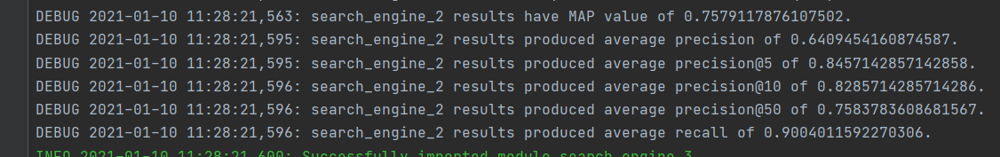 DEBUG 2021-01-10 11:28:21,563: search_engine_2 results have MAP value of 0.7579117876107502.
DEBUG 2021-01-10 11:28:21,595: search_engine_2 results produced average precision of 0.6409454160874587.
DEBUG 2021-01-10 11:28:21,595: search_engine_2 results produced average precision@5 of 0.8457142857142858.
DEBUG 2021-01-10 11:28:21,596: search_engine_2 results produced average precision@10 of 0.8285714285714286.
DEBUG 2021-01-10 11:28:21,596: search_engine_2 results produced average precision@50 of 0.7583783608681567.
DEBUG 2021-01-10 11:28:21,596: search_engine_2 results produced average recall of 0.9004011592270306.
INFO 2021-01-10 11:28:21,600: Successfully imported module search_engine_3